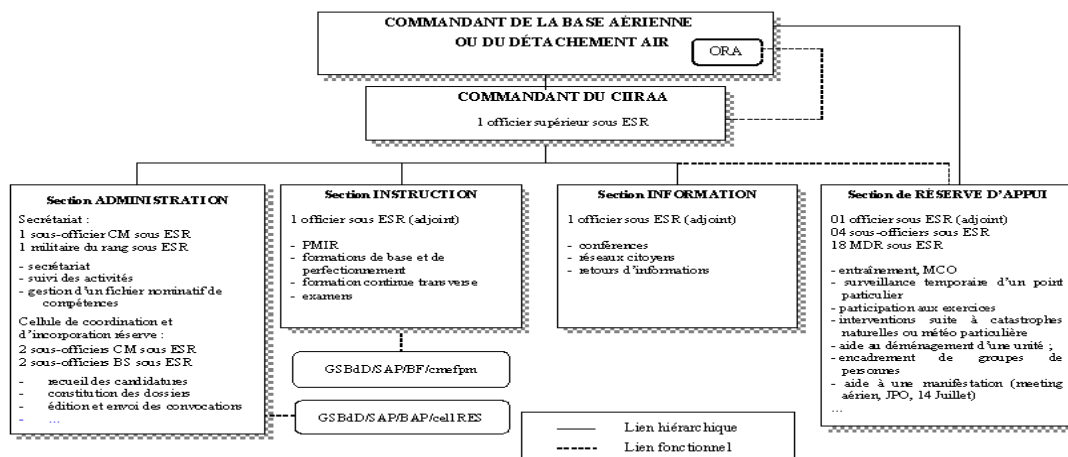 COMMANDANT DE LA BASE AÉRIENNE
OU DU DÉTACHEMENT AIR
ORA
COMMANDANT DU CIIRAA
1 officier supérieur sous ESR
Section ADMINISTRATION
Secrétariat :
1 sous-officier CM sous ESR
1 militaire du rang sous ESR
- secrétariat
- suivi des activités
- gestion d'un fichier nominatif de
compétences
Cellule de coordination et
d'incorporation réserve :
2 sous-officiers CM sous ESR
2 sous-officiers BS sous ESR
- recueil des candidatures
- constitution des dossiers
- édition et envoi des convocations
- ...
Section INSTRUCTION
1 officier sous ESR (adjoint)
- PMIR
- formations de base et de
perfectionnement
- formation continue transverse
- examens
GSBdD/SAP/BF/cmefpm
GSBdD/SAP/BAP/cellRES
Section INFORMATION
1 officier sous ESR (adjoint)
- conférences
- réseaux citoyens
- retours d'informations
Section de RÉSERVE D'APPUI
01 officier sous ESR (adjoint)
04 sous-officiers sous ESR
18 MDR sous ESR
- entraînement, MCO
- surveillance temporaire d'un point
particulier
- participation aux exercices
- interventions suite à catastrophes
naturelles ou météo particulière
- aide au déménagement d'une unité ;
- encadrement de groupes de
personnes
- aide à une manifestation (meeting
aérien, JPO, 14 Juillet)
...
Lien hiérarchique
Lien fonctionnel